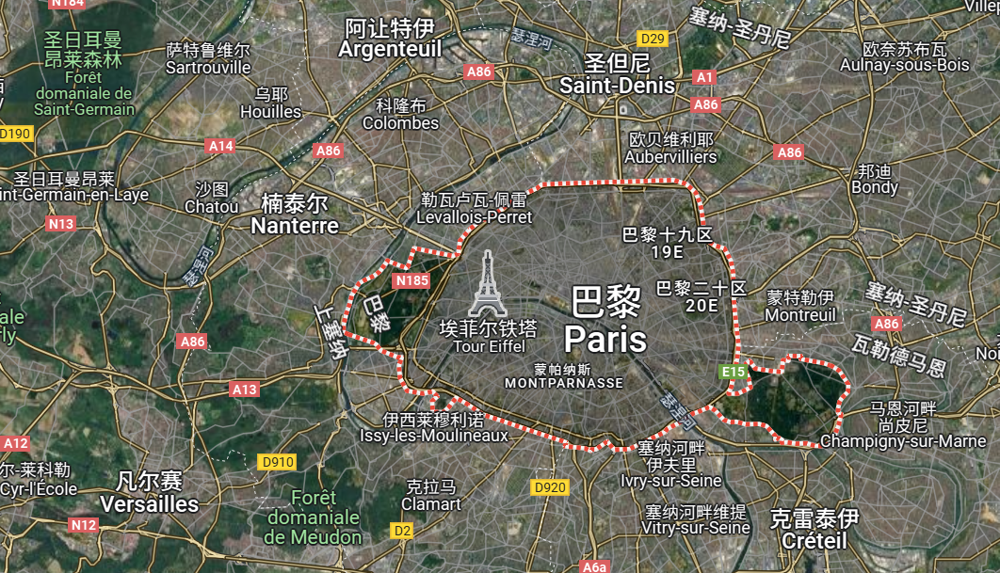 N184
阿让特伊
Argenteuil
瑟涅河
D29
塞纳-圣丹尼
圣日耳曼
昂莱森林
Forêt
domaniale de
Saint-Germain
萨特鲁维尔
Sartrouville
A86
圣但尼
Saint-Denis
A1
欧奈苏布瓦
Aulnay-sous-Bois
乌耶
Houilles
科隆布
Colombes
A86
D190
A14
A86
欧贝维利耶
Aubervilliers
A86
圣日耳曼昂莱
int-Germain-en-Laye
沙图
Chatou
楠泰尔
Nanterre
勒瓦卢瓦-佩雷
Levallois-Perret
邦迪
Bondy
N13
巴黎十九区
19E
瑟涅河
N185
巴黎二十区
20E
蒙特勒伊
Montreuil
塞纳-圣丹尼
上塞纳
巴黎
巴黎
Paris
埃菲尔铁塔
Tour Eiffel
A86
A86
瓦勒德马恩
蒙帕纳斯
MONTPARNASSE
E15
A13
瑟涅河
伊西莱穆利诺
Issy-les-Moulineaux
马恩河畔
尚皮尼
Champigny-sur-Marne
A12
塞纳河畔
伊夫里
Ivry-sur-Seine
D910
尔-莱科勒
Cyr-l'École
凡尔赛
Versailles
克拉马
Clamart
D920
Forêt
domaniale
de Meudon
塞纳河畔维提
Vitry-sur-Seine
克雷泰伊
Créteil
N12
D2
A6a